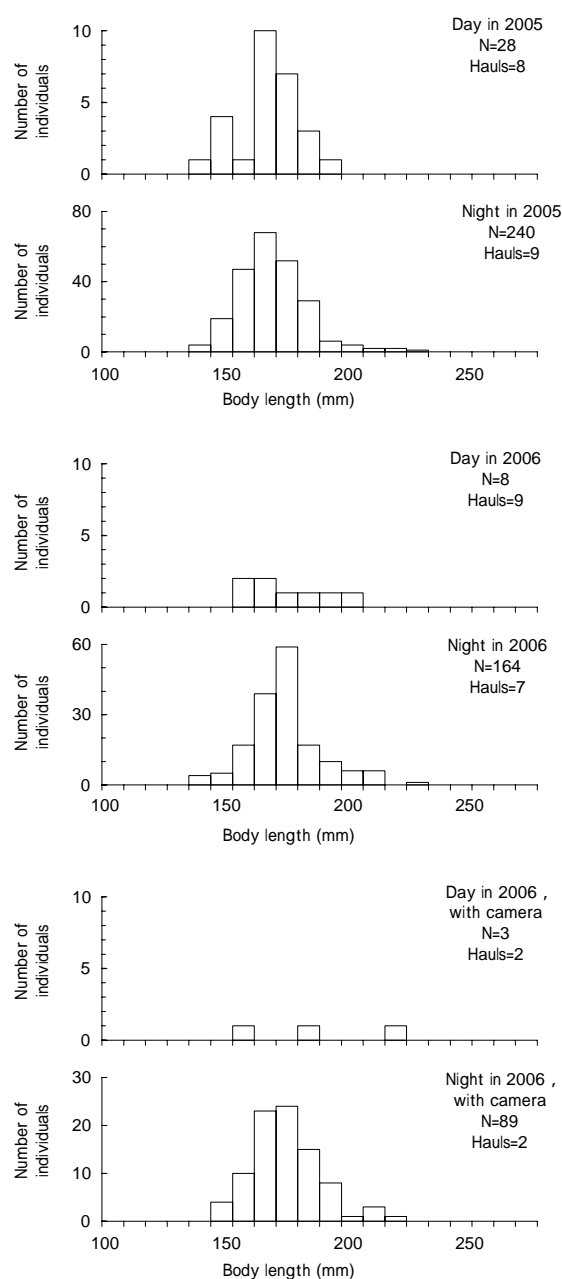 Number of
individuals
10
5
0
Day in 2005
N=28
Hauls=8
Number of
individuals
80
40
0
Night in 2005
N=240
Hauls=9
100 150 200 250
Body length (mm)
Number of
individuals
10
5
0
Day in 2006
N=8
Hauls=9
Number of
individuals
60
30
0
Night in 2006
N=164
Hauls=7
100 150 200 250
Body length (mm)
Number of
individuals
10
5
0
Day in 2006 ,
with camera
N=3
Hauls=2
Number of
individuals
30
20
10
0
Night in 2006 ,
with camera
N=89
Hauls=2
100 150 200 250
Body length (mm)